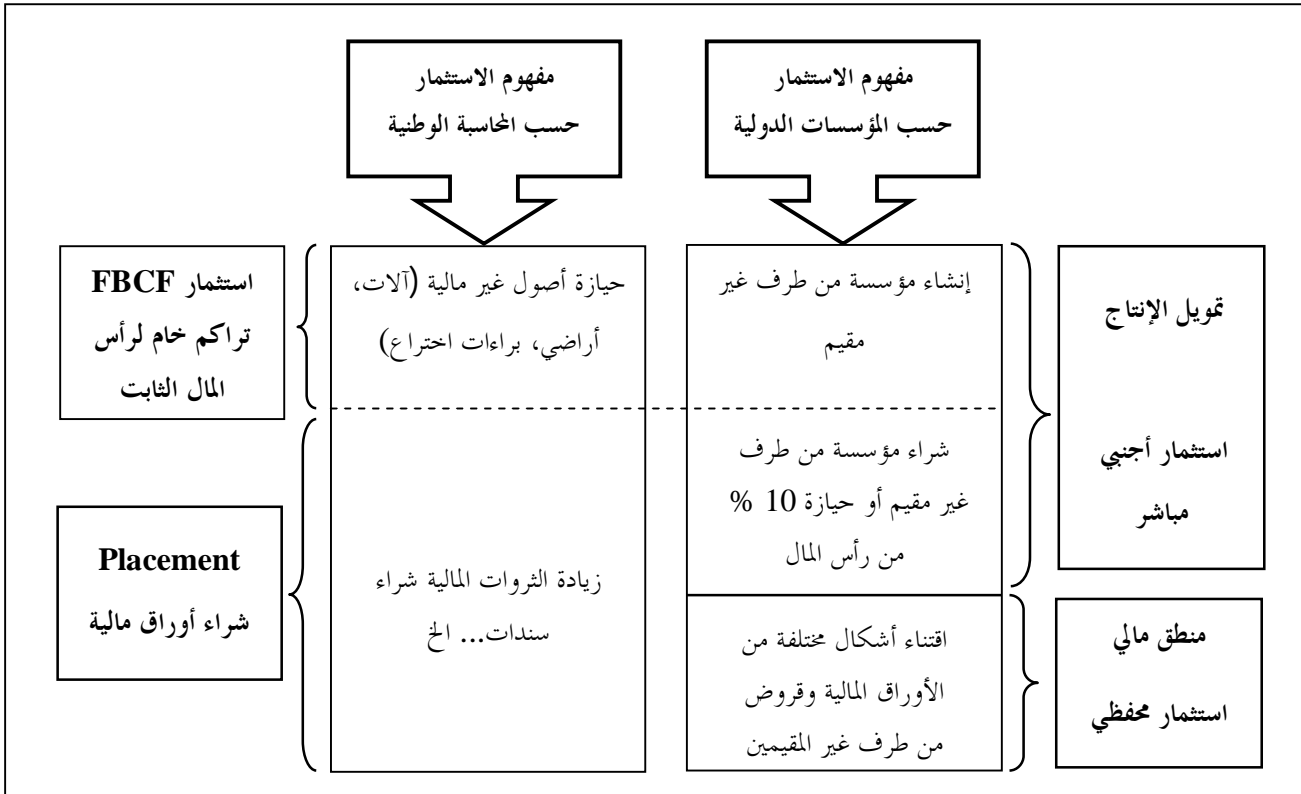 مفهوم الاستثمار
حسب المؤسسات الدولية
مفهوم الاستثمار
حسب المحاسبة الوطنية
تمويل الإنتاج
استثمار أجنبي
مباشر
منطق مالي
استثمار محفظي
إنشاء مؤسسة من طرف غير
مقيم
شراء مؤسسة من طرف
غير مقيم أو حيازة 10 %
من رأس المال
اقتناء أشكال مختلفة من
الأوراق المالية وقروض
من طرف غير المقيمين
حيازة أصول غير مالية (آلات،
أراضي، براءات اختراع)
زيادة الثروات المالية شراء
سندات... الخ
استثمار FBCF
تراكم خام لرأس
المال الثابت
Placement
شراء أوراق مالية